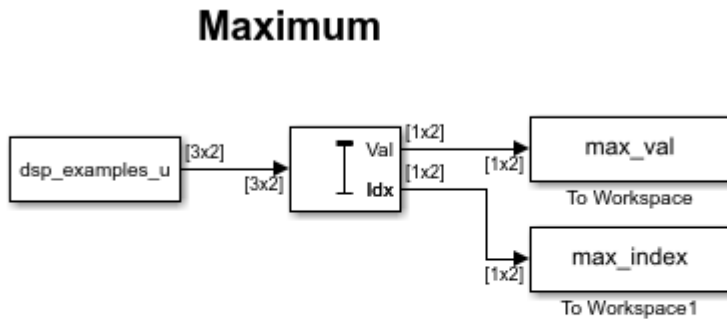 Maximum
dsp_examples_u
[3x2]
[3x2]
Val
Idx
[1x2]
[1x2]
[1x2]
max_val
To Workspace
[1x2]
max_index
To Workspace1